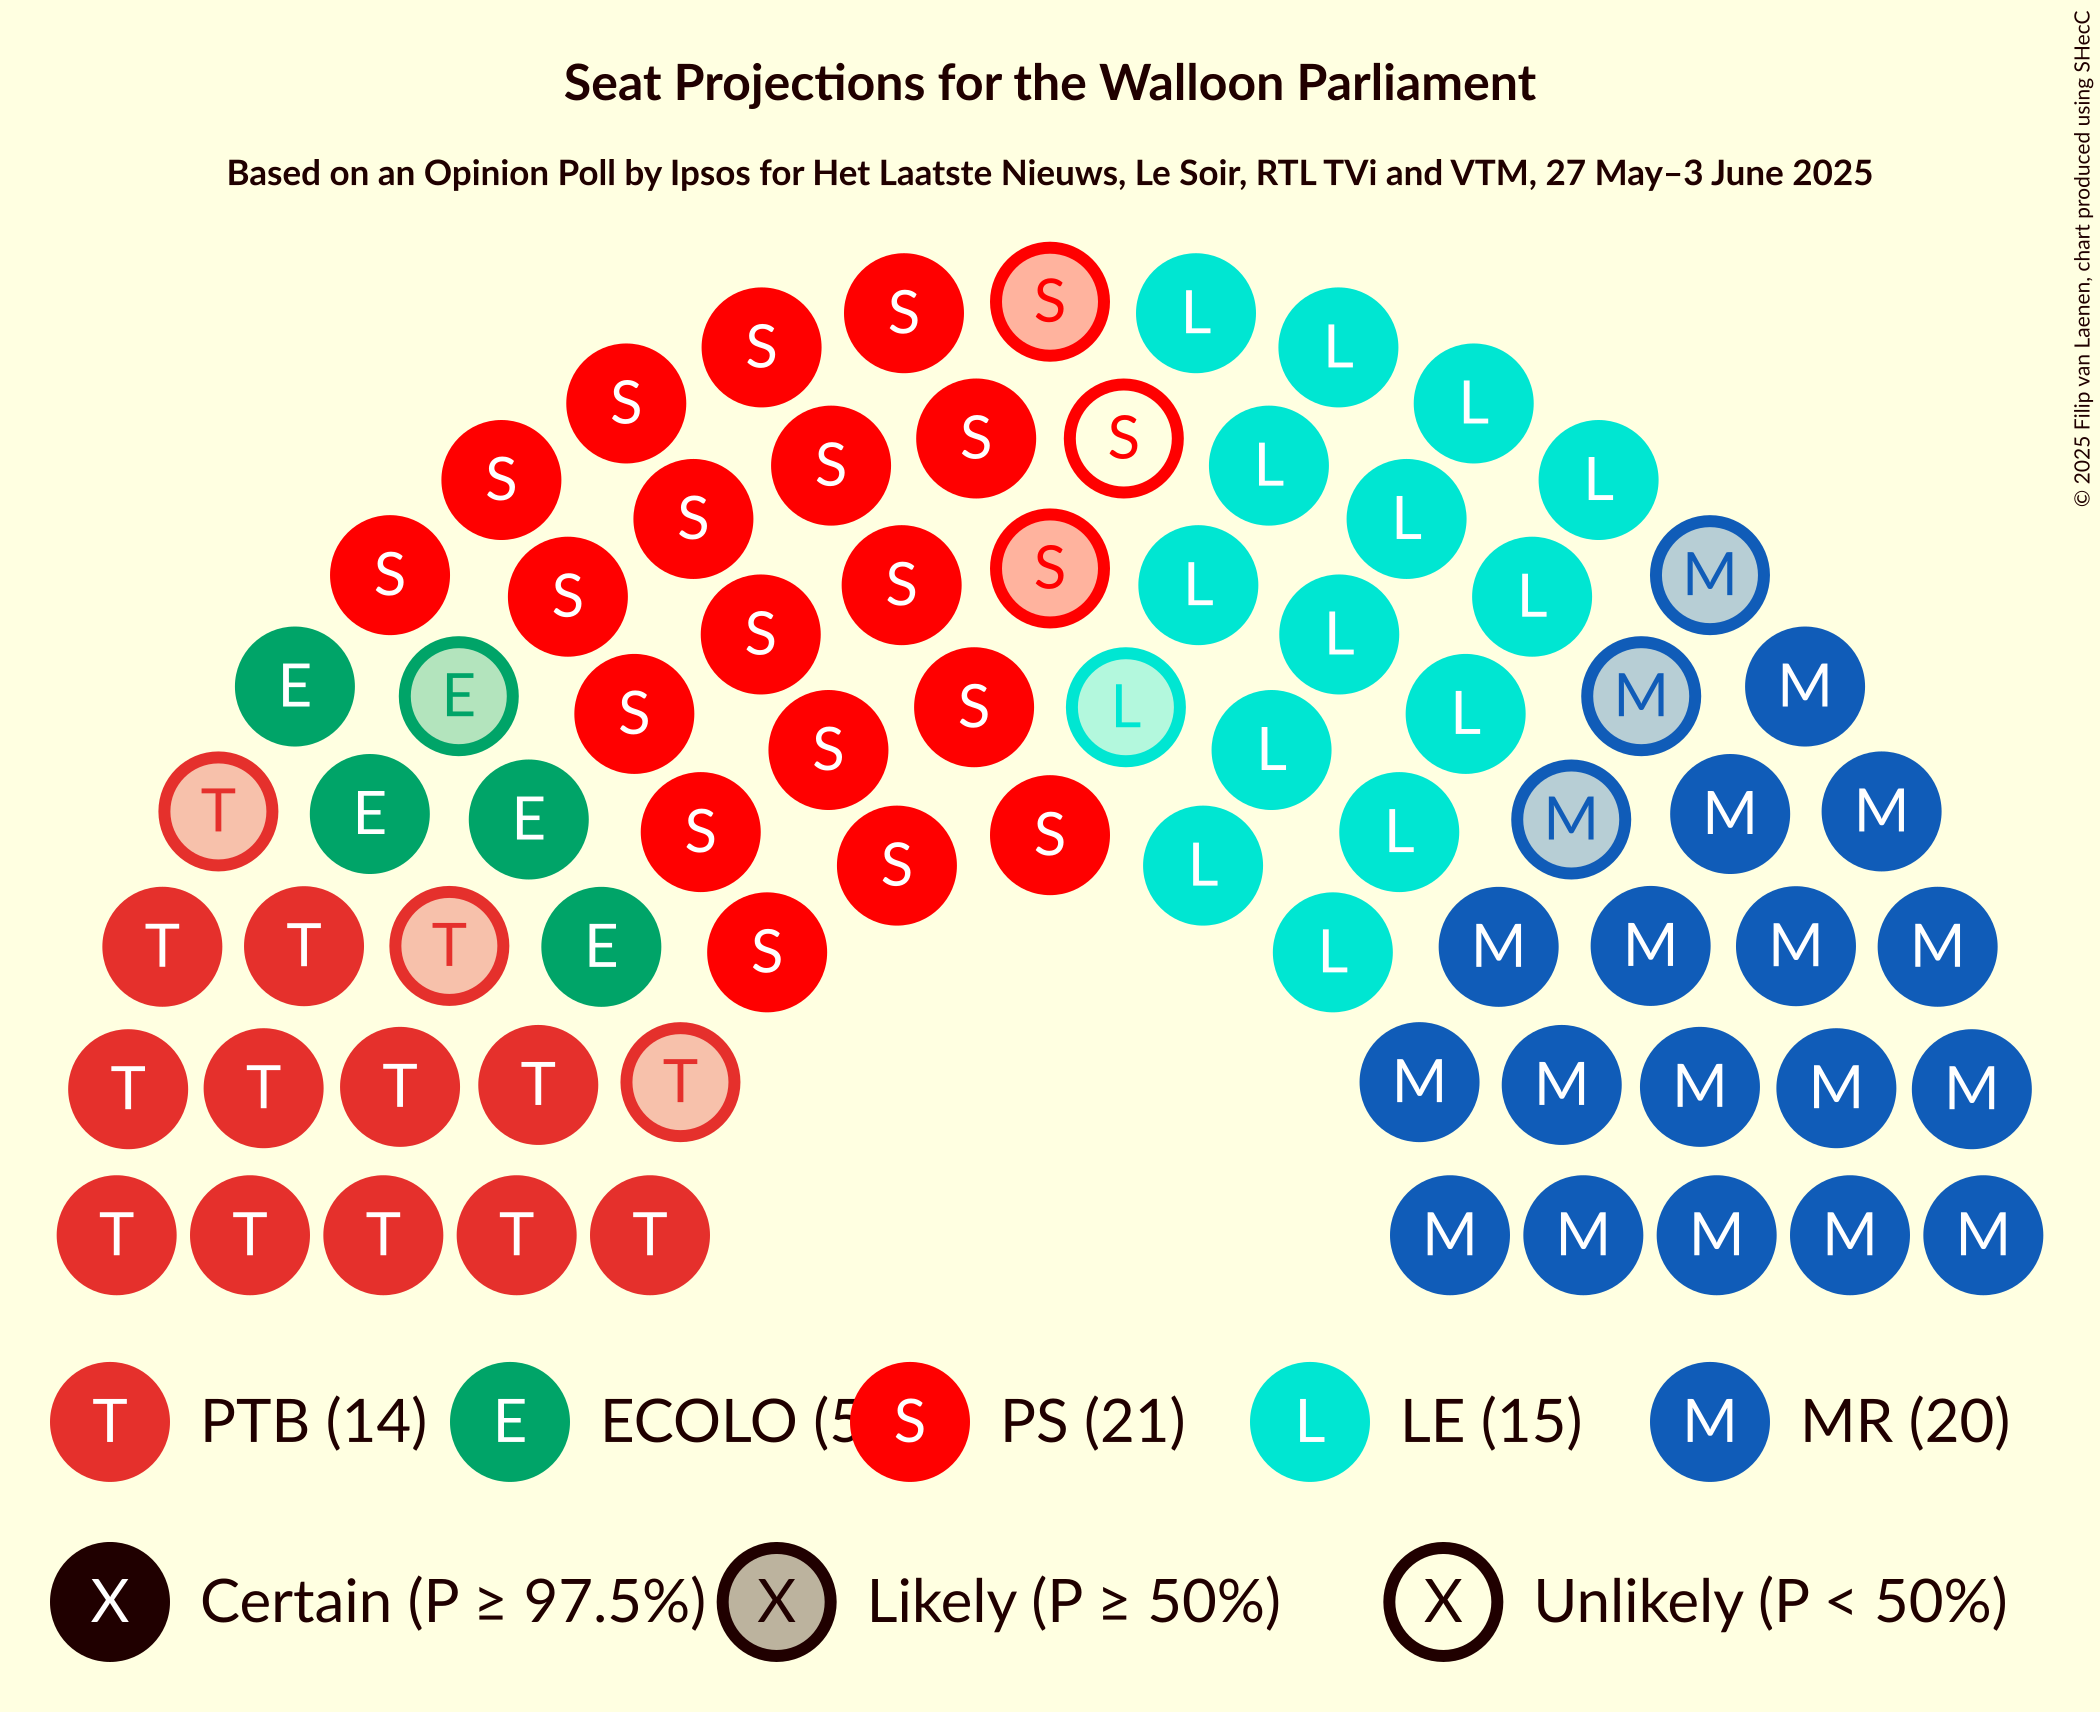 Seat Projections for the Walloon Parliament
Based on an Opinion Poll by Ipsos for Het Laatste Nieuws, Le Soir, RTL TVi and VTM, 27 May–3 June 2025
© 2025 Filip van Laenen, chart produced using SHecC
S S L
S L
S L
S S
S L
S L
S L
S S S L M
S L
S L
E E S S L L M M
S L
T E E S S L M M M
S L
T T T E S L M M M M
T T T T T M M M M M
T T T T T M M M M M
T PTB (14) E ECOLO (5 S PS (21) L LE (15) M MR (20)
X Certain (P ≥ 97.5%) X Likely (P ≥ 50%) X Unlikely (P < 50%)